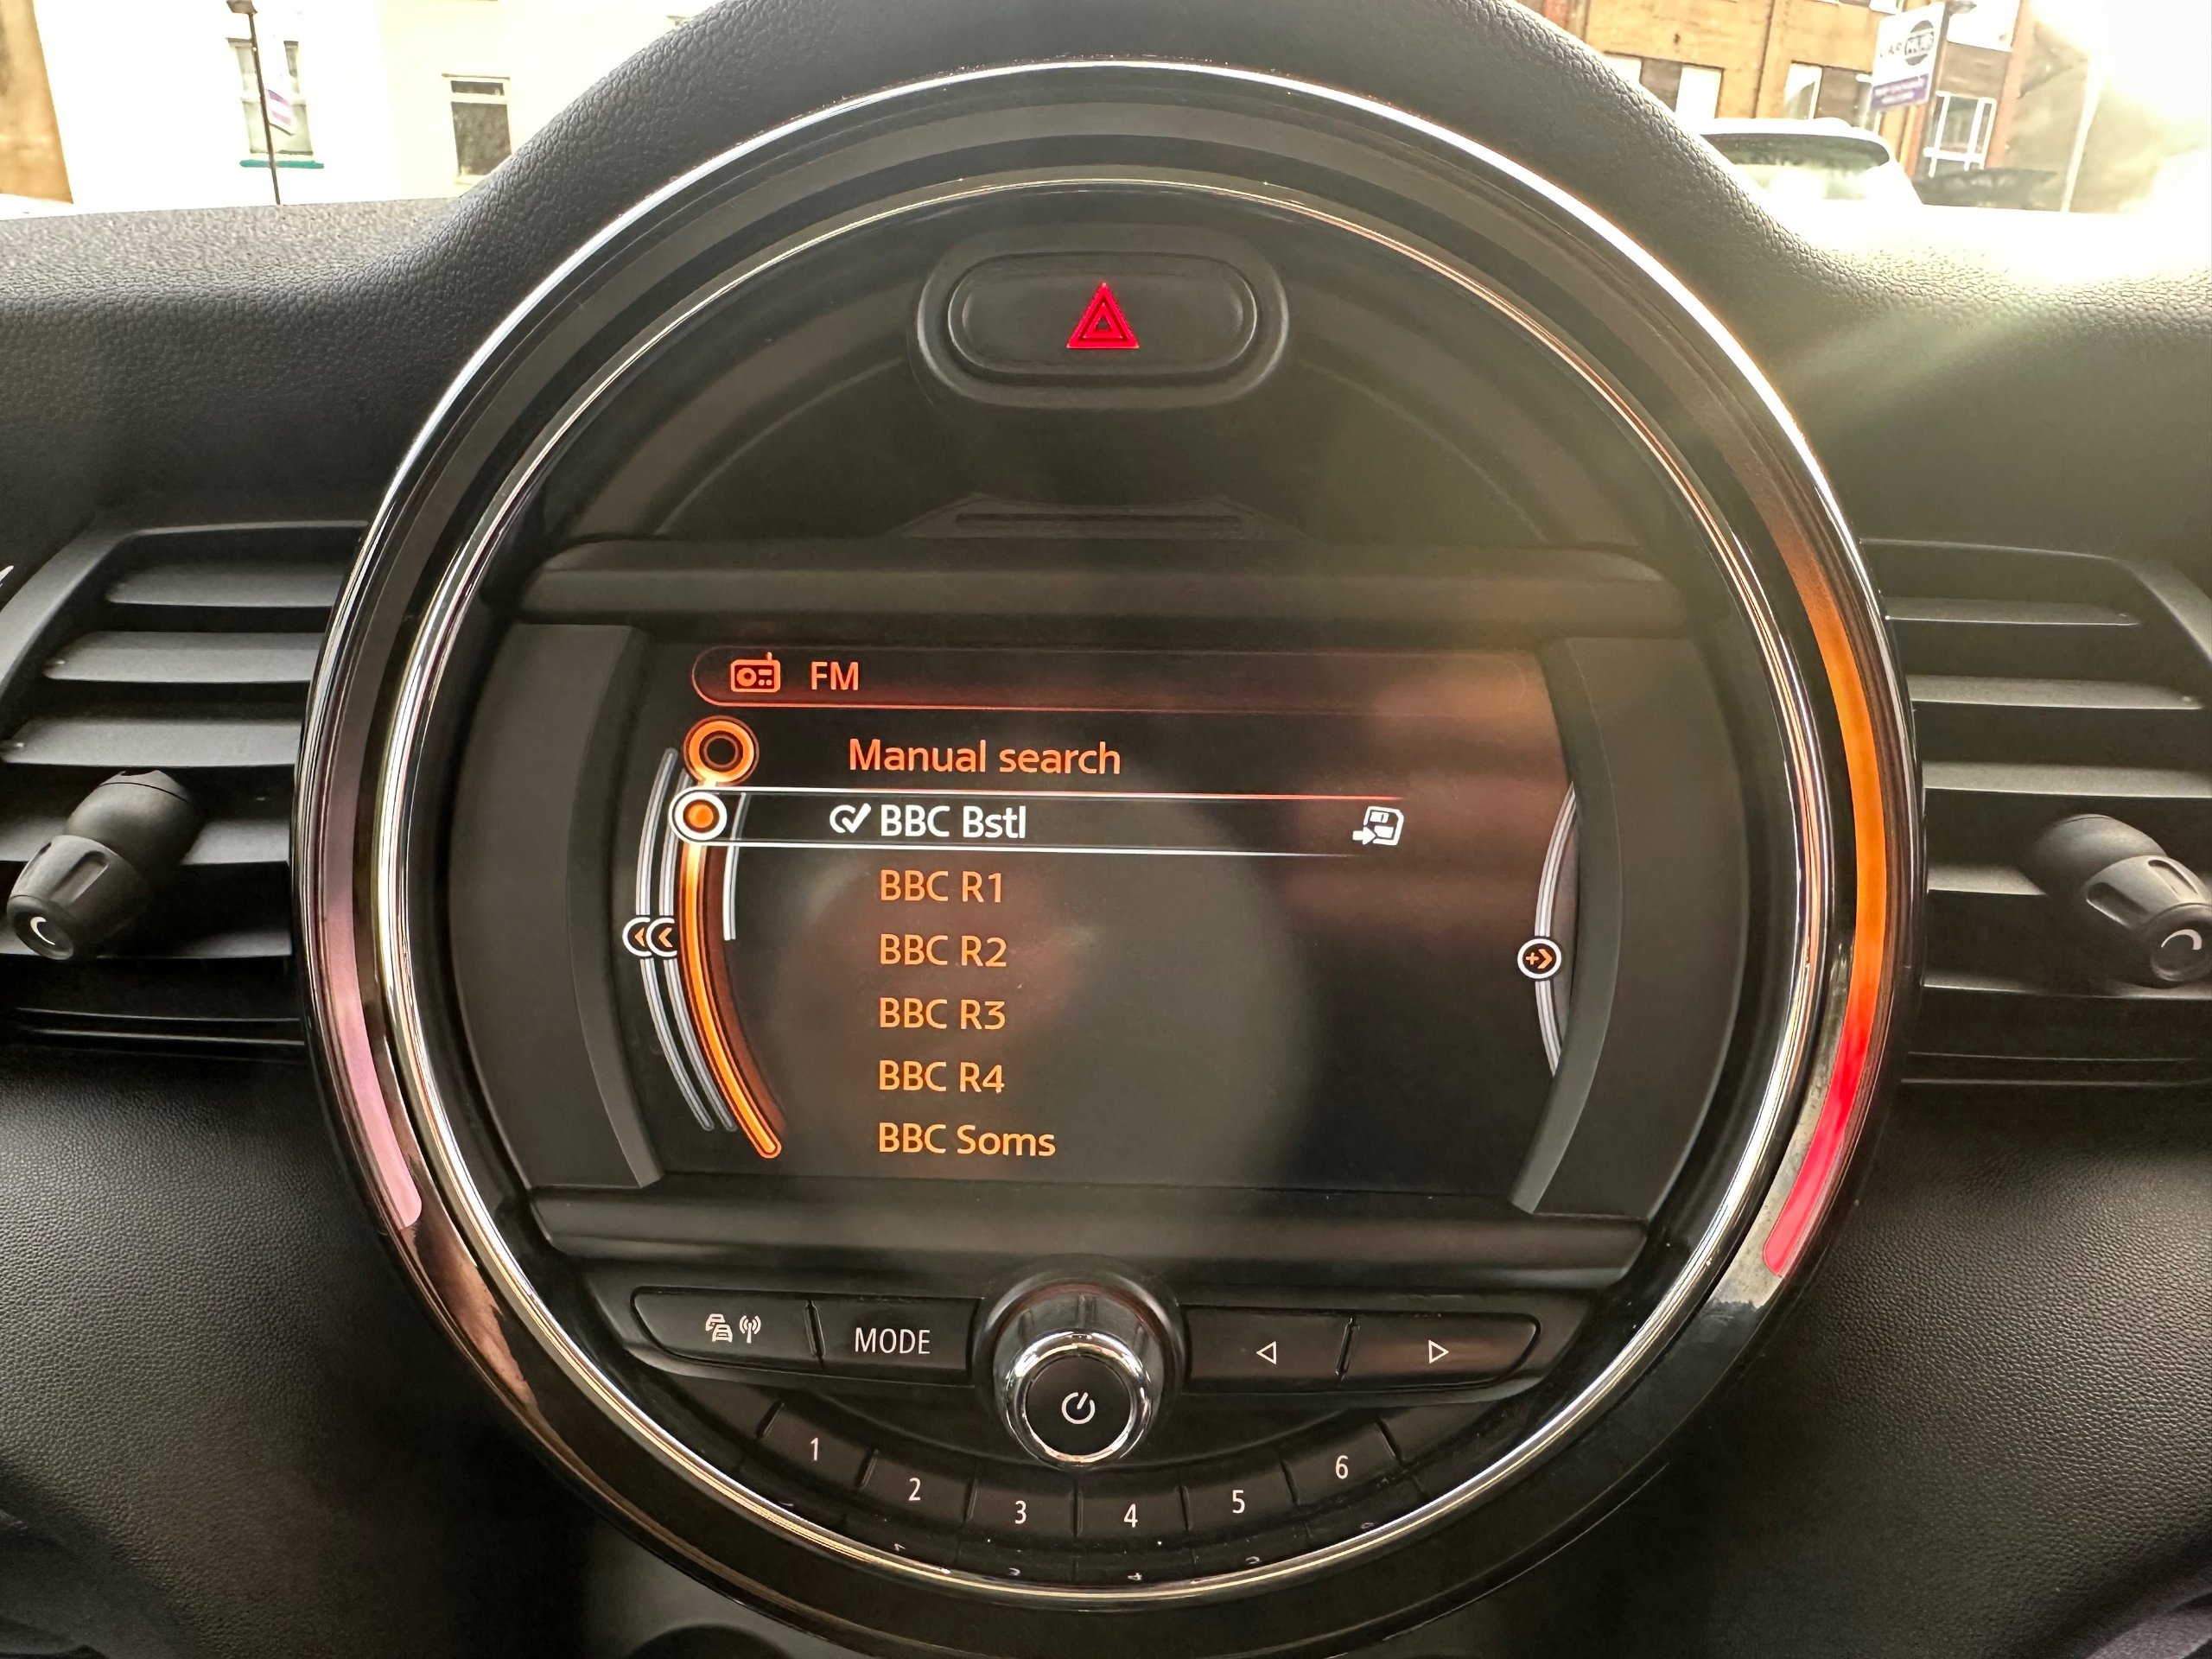 FM
Manual search
BBC Bstl
BBC R1
BBC R2
BBC R3
BBC R4
BBC Soms
MODE
1
2
3
4
5
6